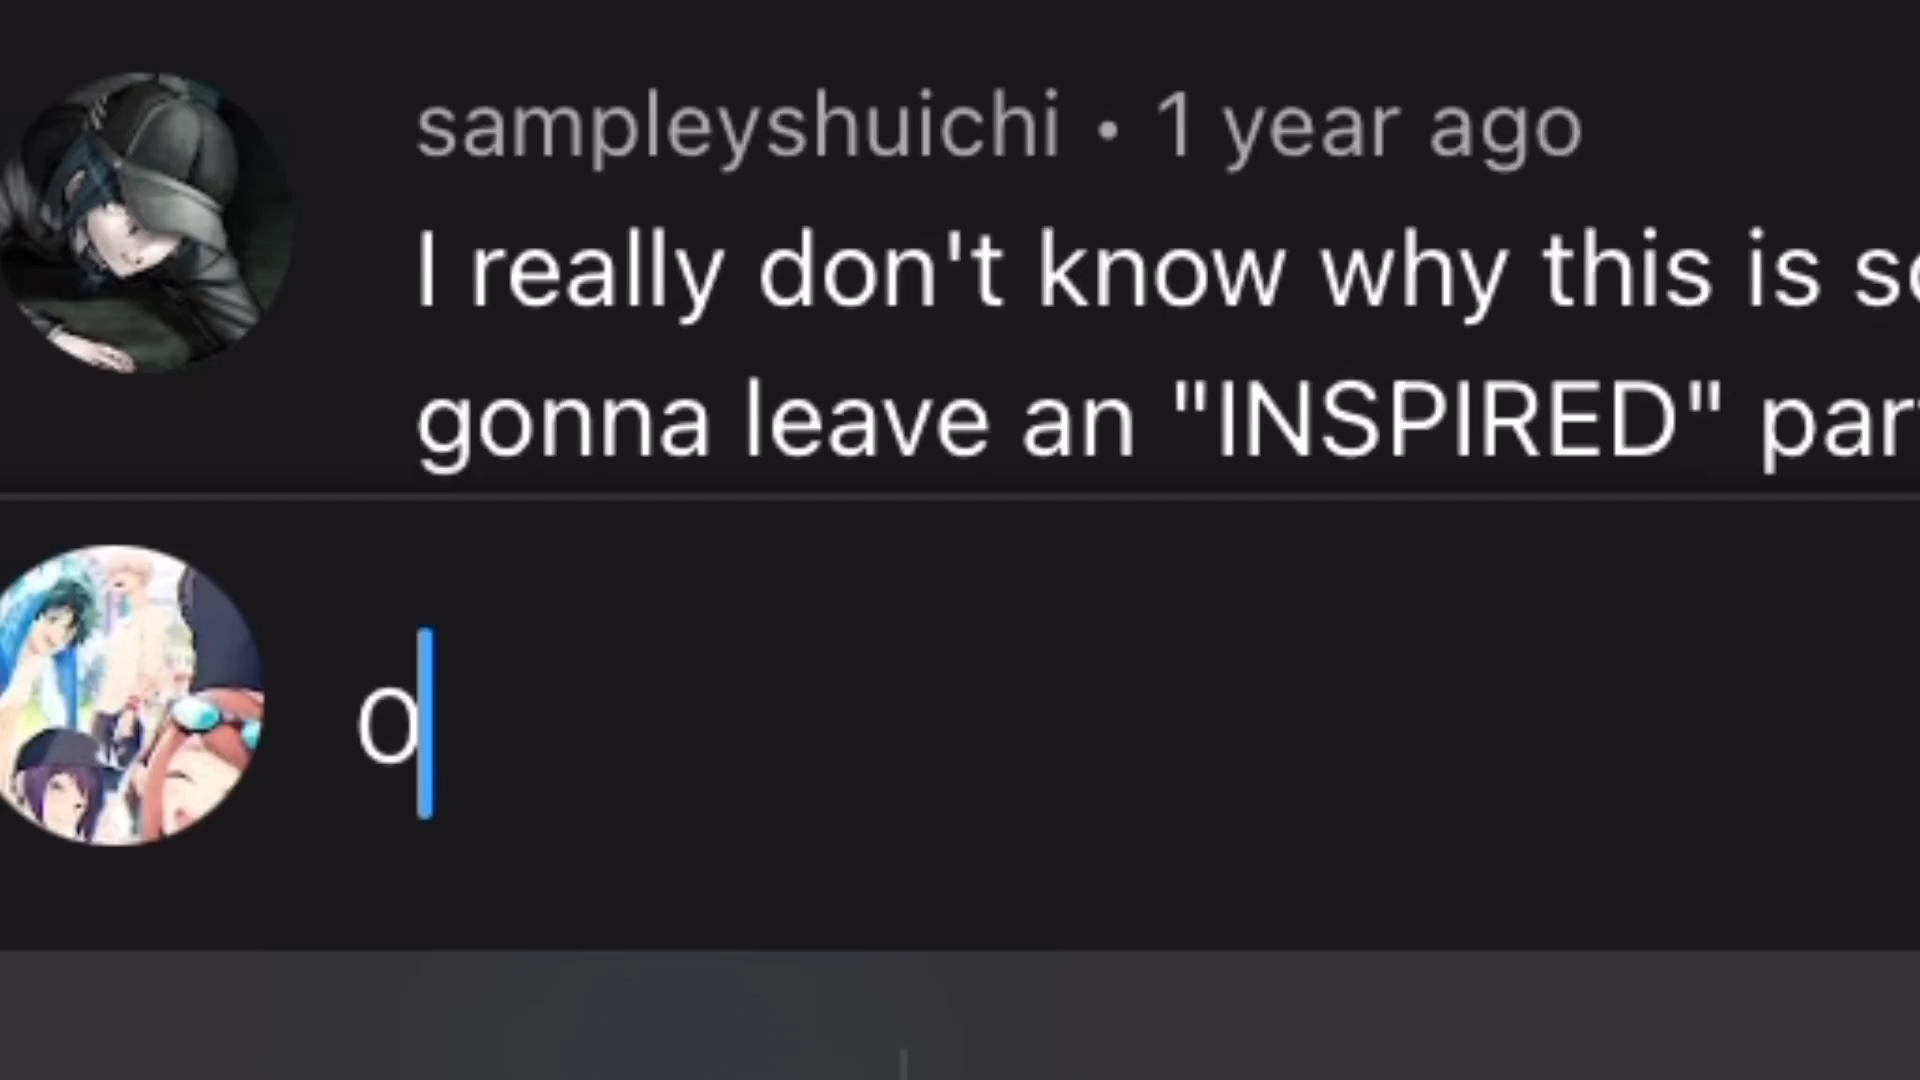 sampleyshuichi • 1 year ago
I really don't know why this is
gonna leave an "INSPIRED"
O